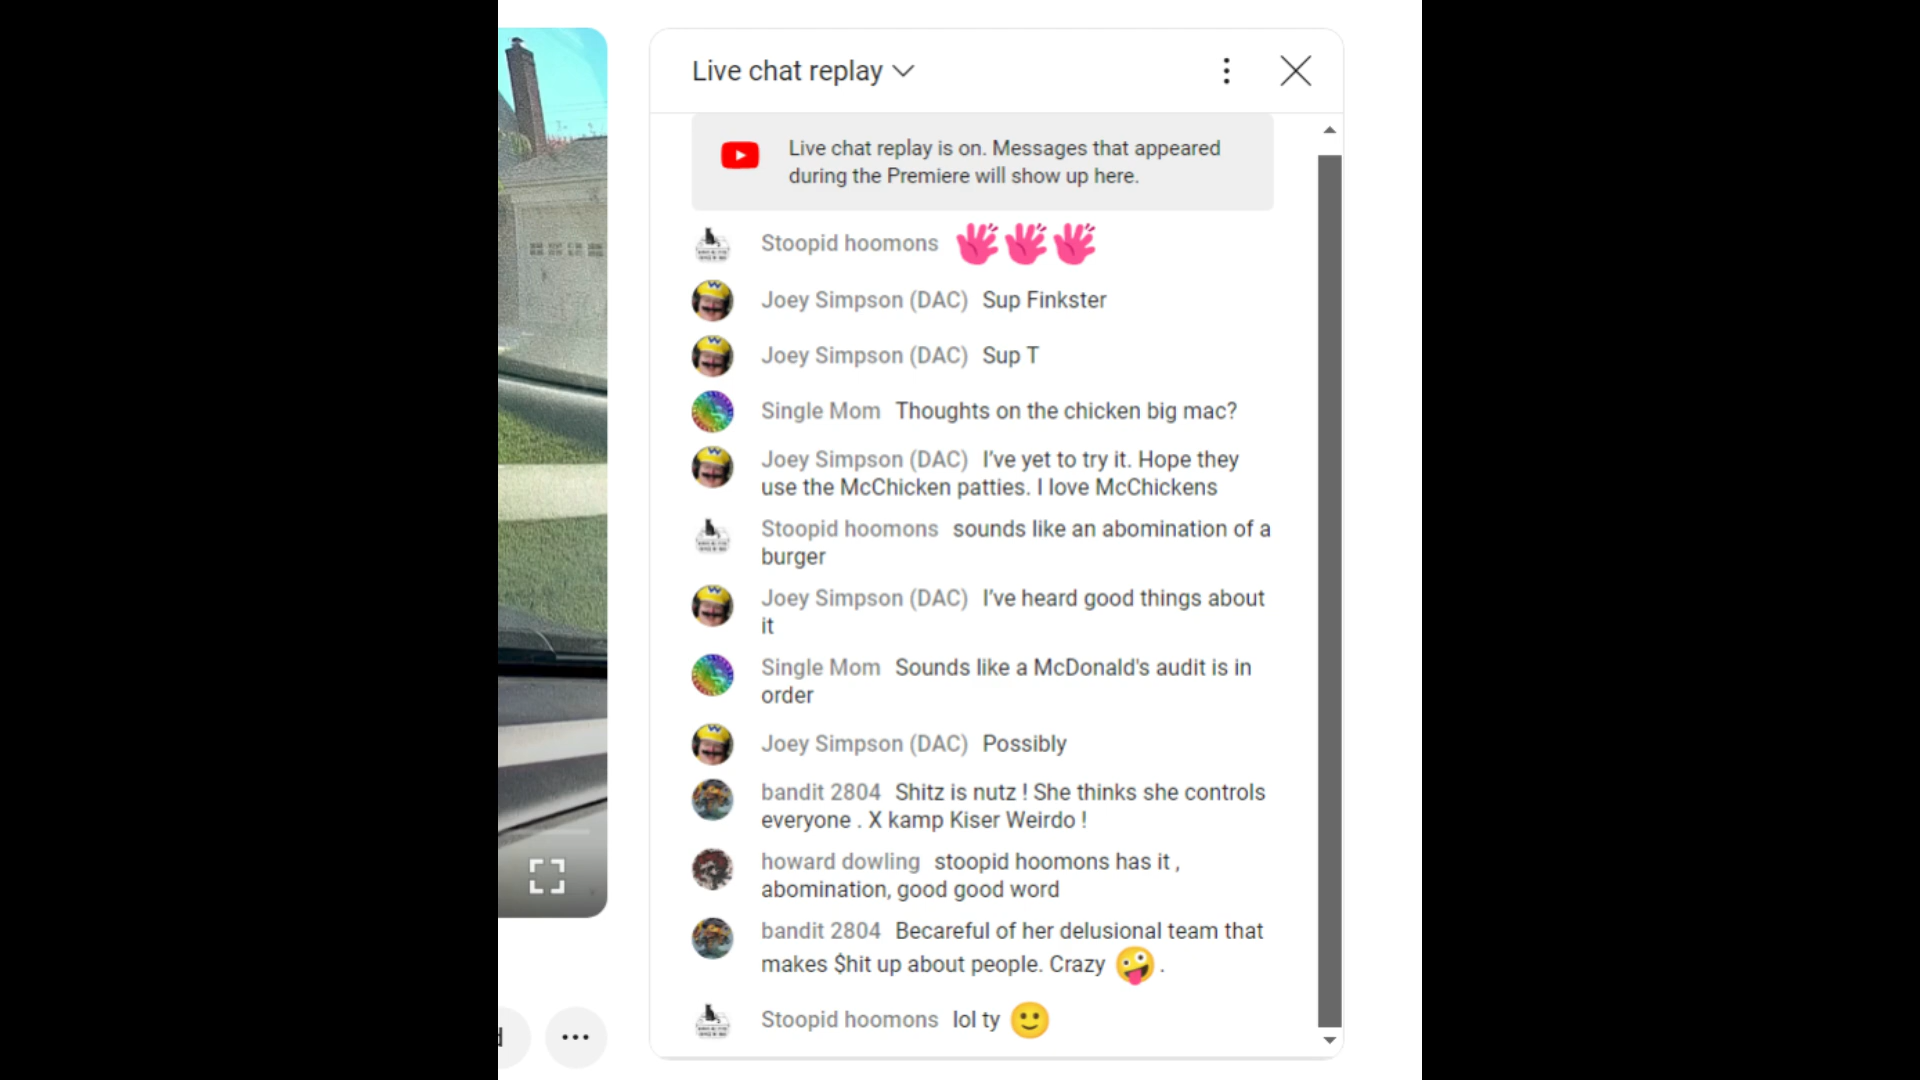 Live chat replay
Live chat replay is on. Messages that appeared
during the Premiere will show up here.
Stoopid hoomons
Joey Simpson (DAC) Sup Finkster
Joey Simpson (DAC) Sup T
Single Mom Thoughts on the chicken big mac?
Joey Simpson (DAC) I've yet to try it. Hope they
use the McChicken patties. I love McChickens
Stoopid hoomons sounds like an abomination of a
burger
Joey Simpson (DAC) I've heard good things about
it
Single Mom Sounds like a McDonald's audit is in
order
Joey Simpson (DAC) Possibly
bandit 2804 Shitz is nutz ! She thinks she controls
everyone . X kamp Kiser Weirdo !
howard dowling stoopid hoomons has it ,
abomination, good good word
bandit 2804 Becareful of her delusional team that
makes $hit up about people. Crazy 🤪 .
Stoopid hoomons lol ty 🙂